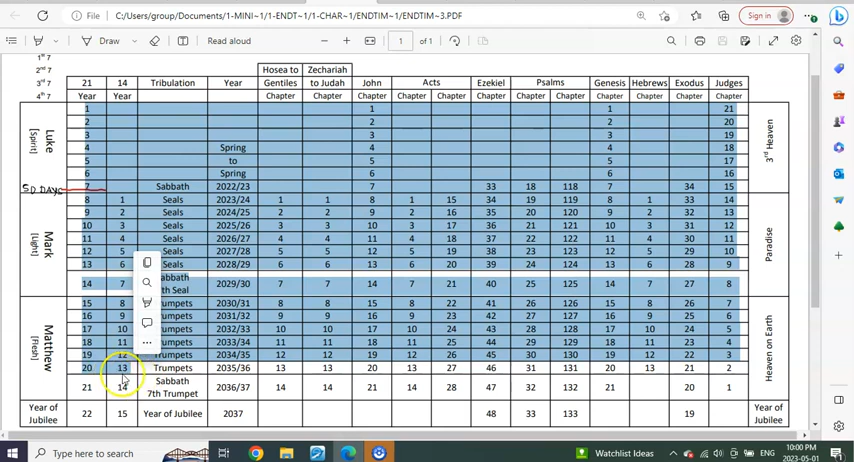 File
C:/Users/group/Documents/1-MINI~1/1-ENDT~1/1-CHAR~1/ENDTIM~1/ENDTIM~3.PDF
Sign in
Draw
Read aloud
1
of 1
1st 7
2nd 7
3rd 7
4th 7
Hosea to Zechariah
Gentiles to Judah
21 14 Tribulation Year John Acts Ezekiel Psalms Genesis Hebrews Exodus Judges
Year Year Chapter Chapter Chapter Chapter Chapter Chapter Chapter Chapter Chapter Chapter Chapter Chapter
Luke
[Spirit]
1 1 1 21
2 2 2 20
3 3 3 19
4 Spring 4 4 18
5 to 5 5 17
6 Spring 6 6 16
50 DAYS
7 Sabbath 2022/23 7 33 18 118 7 34 15
3rd Heaven
Mark
[Light]
8 1 Seals 2023/24 1 1 8 1 15 34 19 119 8 1 33 14
9 2 Seals 2024/25 2 2 9 2 16 35 20 120 9 2 32 13
10 3 Seals 2025/26 3 3 10 3 17 36 21 121 10 3 31 12
11 4 Seals 2026/27 4 4 11 4 18 37 22 122 11 4 30 11
12 5 Seals 2027/28 5 5 12 5 19 38 23 123 12 5 29 10
13 6 Seals 2028/29 6 6 13 6 20 39 24 124 13 6 28 9
14 7 abbath 2029/30 7 7 14 7 21 40 25 125 14 7 27 8
th Seal
Paradise
Matthew
[Flesh]
15 8 umpets 2030/31 8 8 15 8 22 41 26 126 15 8 26 7
16 9 umpets 2031/32 9 9 16 9 23 42 27 127 16 9 25 6
17 10 umpets 2032/33 10 10 17 10 24 43 28 128 17 10 24 5
18 11 umpets 2033/34 11 11 18 11 25 44 29 129 18 11 23 4
19 12 umpets 2034/35 12 12 19 12 26 45 30 130 19 12 22 3
20 13 Trumpets 2035/36 13 13 20 13 27 46 31 131 20 13 21 2
21 14 Sabbath 2036/37 14 14 21 14 28 47 32 132 21 20 1
7th Trumpet
Heaven on Earth
Year of Jubilee 22 15 Year of Jubilee 2037 48 33 133 19 Year of Jubilee
Type here to search
Watchlist Ideas
ENG
10:00 PM
2023-05-01